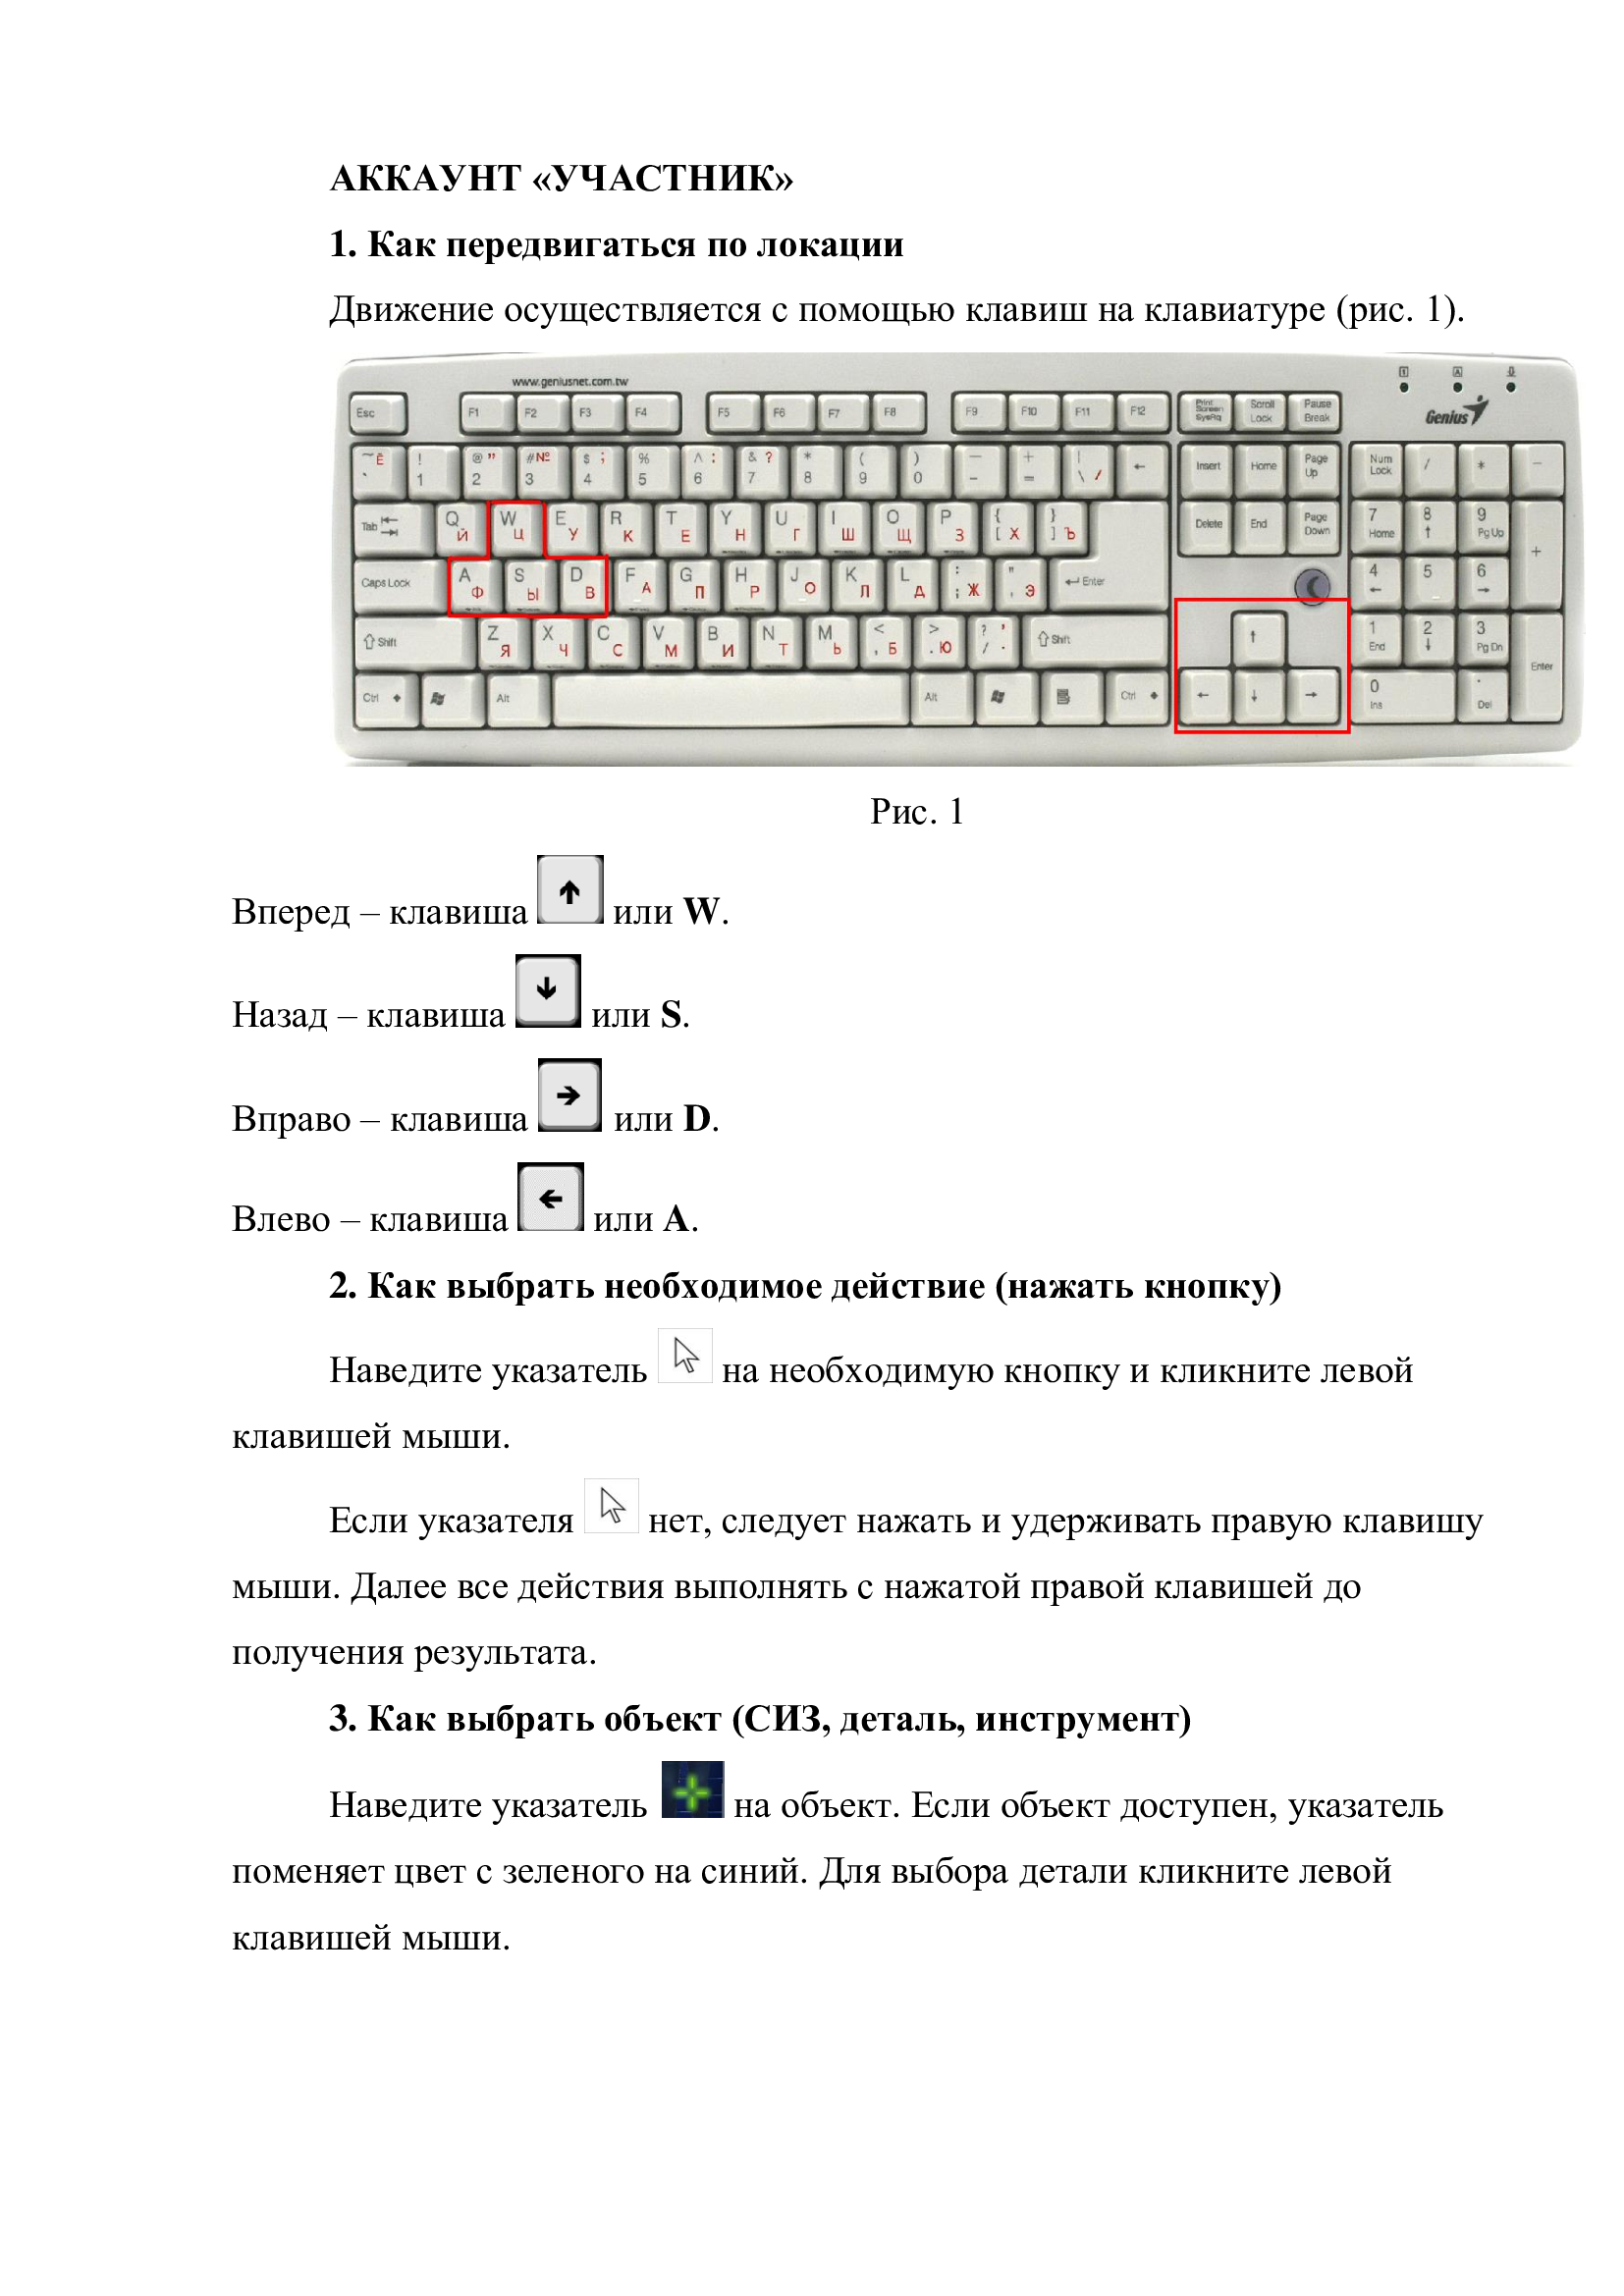 АККАУНТ «УЧАСТНИК»
1. Как передвигаться по локации
Движение осуществляется с помощью клавиш на клавиатуре (рис. 1).
www.geniusnet.com.tw
Genius
Esc F1 F2 F3 F4 F5 F6 F7 F8 F9 F10 F11 F12 Print Screen SysRq Scroll Lock Pause Break
~ Ё ` ! 1 @ " 2 # № 3 $ ; 4 % 5 ^ : 6 & ? 7 * 8 ( 9 ) 0 — - + = | \ / ← Insert Home Page Up Num Lock / * -
Tab Q Й W Ц E У R К T Е Y Н U Г I Ш O Щ P З { [ Х } ] Ъ Delete End Page Down 7 Home 8 ↑ 9 Pg Up +
Caps Lock A Ф S Ы D В F А G П H Р J О K Л L Д : ; Ж " ' Э ↵ Enter 4 ← 5 6 →
⇧ Shift Z Я X Ч C С V М B И N Т M Ь < , Б > . Ю ? / , . ⇧ Shift ↑ 1 End 2 ↓ 3 Pg Dn Enter
Ctrl Alt Alt Ctrl ← ↓ → 0 Ins . Del
Рис. 1
Вперед – клавиша ↑ или W.
Назад – клавиша ↓ или S.
Вправо – клавиша → или D.
Влево – клавиша ← или A.
2. Как выбрать необходимое действие (нажать кнопку)
Наведите указатель на необходимую кнопку и кликните левой
клавишей мыши.
Если указателя нет, следует нажать и удерживать правую клавишу
мыши. Далее все действия выполнять с нажатой правой клавишей до
получения результата.
3. Как выбрать объект (СИЗ, деталь, инструмент)
Наведите указатель на объект. Если объект доступен, указатель
поменяет цвет с зеленого на синий. Для выбора детали кликните левой
клавишей мыши.